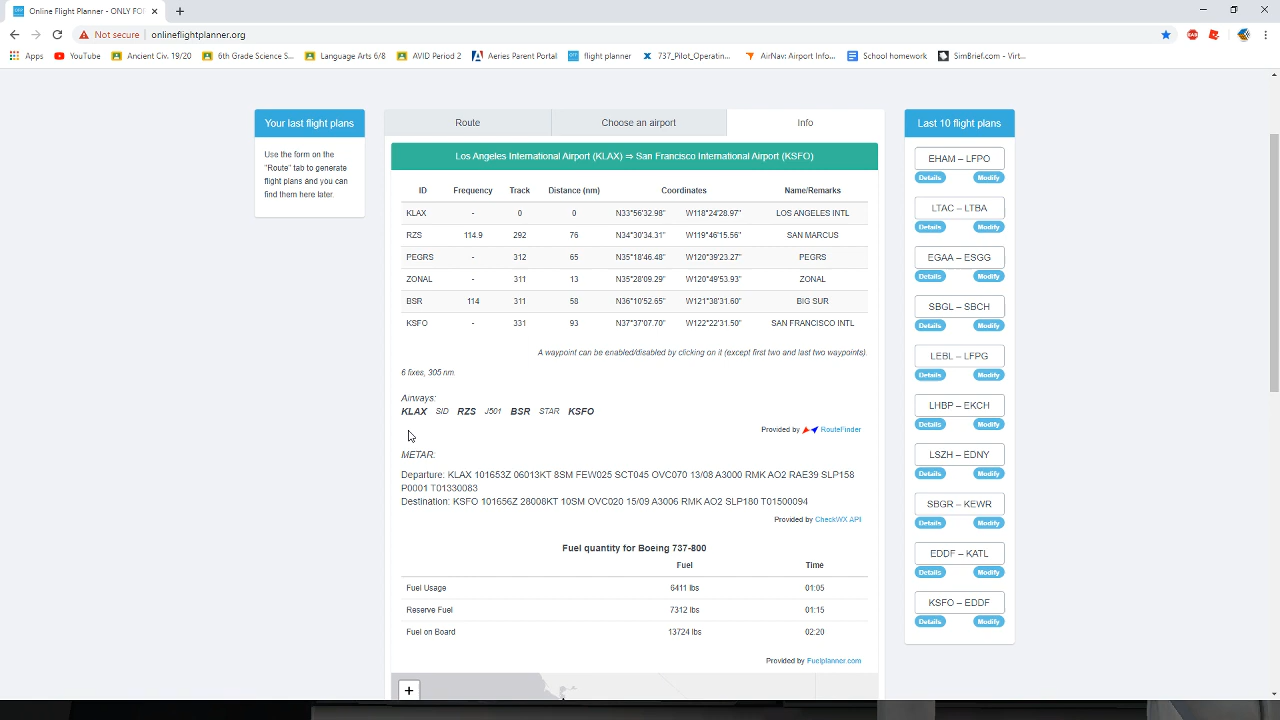 Online Flight Planner - ONLY FO
Not secure onlineflightplanner.org
Apps YouTube Ancient Civ. 19/20 6th Grade Science S... Language Arts 6/8 AVID Period 2 Aeries Parent Portal flight planner 737_Pilot_Operatin... AirNav: Airport Info... School homework SimBrief.com - Virt...
Your last flight plans
Use the form on the
"Route" tab to generate
flight plans and you can
find them here later.
Route Choose an airport Info
Los Angeles International Airport (KLAX) ⇒ San Francisco International Airport (KSFO)
ID Frequency Track Distance (nm) Coordinates Name/Remarks
KLAX - 0 0 N33°56'32.98" W118°24'28.97" LOS ANGELES INTL
RZS 114.9 292 76 N34°30'34.31" W119°46'15.56" SAN MARCUS
PEGRS - 312 65 N35°18'46.48" W120°39'23.27" PEGRS
ZONAL - 311 13 N35°28'09.29" W120°49'53.93" ZONAL
BSR 114 311 58 N36°10'52.65" W121°38'31.60" BIG SUR
KSFO - 331 93 N37°37'07.70" W122°22'31.50" SAN FRANCISCO INTL
A waypoint can be enabled/disabled by clicking on it (except first two and last two waypoints).
6 fixes, 305 nm.
Airways:
KLAX SID RZS J501 BSR STAR KSFO
Provided by RouteFinder
METAR:
Departure: KLAX 101653Z 06013KT 8SM FEW025 SCT045 OVC070 13/08 A3000 RMK AO2 RAE39 SLP158
P0001 T01330083
Destination: KSFO 101656Z 28008KT 10SM OVC020 15/09 A3006 RMK AO2 SLP180 T01500094
Provided by CheckWX API
Fuel quantity for Boeing 737-800
Fuel Time
Fuel Usage 6411 lbs 01:05
Reserve Fuel 7312 lbs 01:15
Fuel on Board 13724 lbs 02:20
Provided by Fuelplanner.com
+
Last 10 flight plans
EHAM – LFPO
Details Modify
LTAC – LTBA
Details Modify
EGAA – ESGG
Details Modify
SBGL – SBCH
Details Modify
LEBL – LFPG
Details Modify
LHBP – EKCH
Details Modify
LSZH – EDNY
Details Modify
SBGR – KEWR
Details Modify
EDDF – KATL
Details Modify
KSFO – EDDF
Details Modify